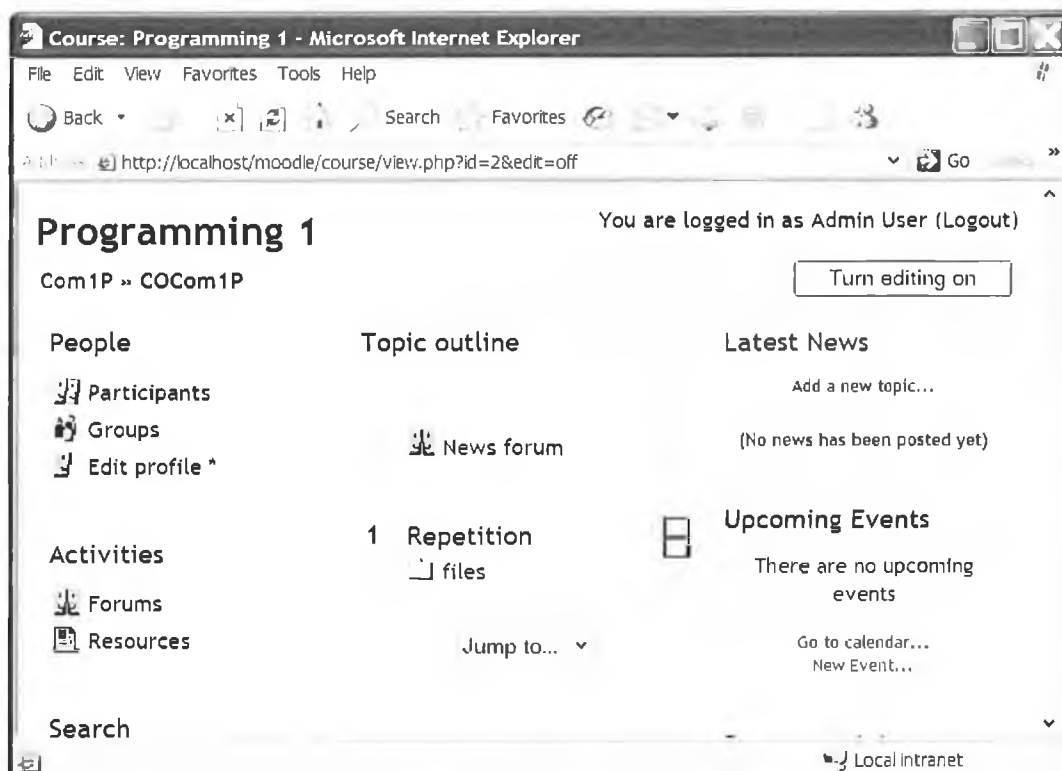 Course: Programming 1 - Microsoft Internet Explorer
File Edit View Favorites Tools Help
Back Search Favorites
http://localhost/moodle/course/view.php?id=2&edit=off Go »
Programming 1
You are logged in as Admin User (Logout)
Com1P » COCom1P
Turn editing on
People
Participants
Groups
Edit profile *
Activities
Forums
Resources
Search
Topic outline
News forum
1 Repetition
files
Jump to...
Latest News
Add a new topic...
(No news has been posted yet)
Upcoming Events
There are no upcoming
events
Go to calendar...
New Event...
Local intranet